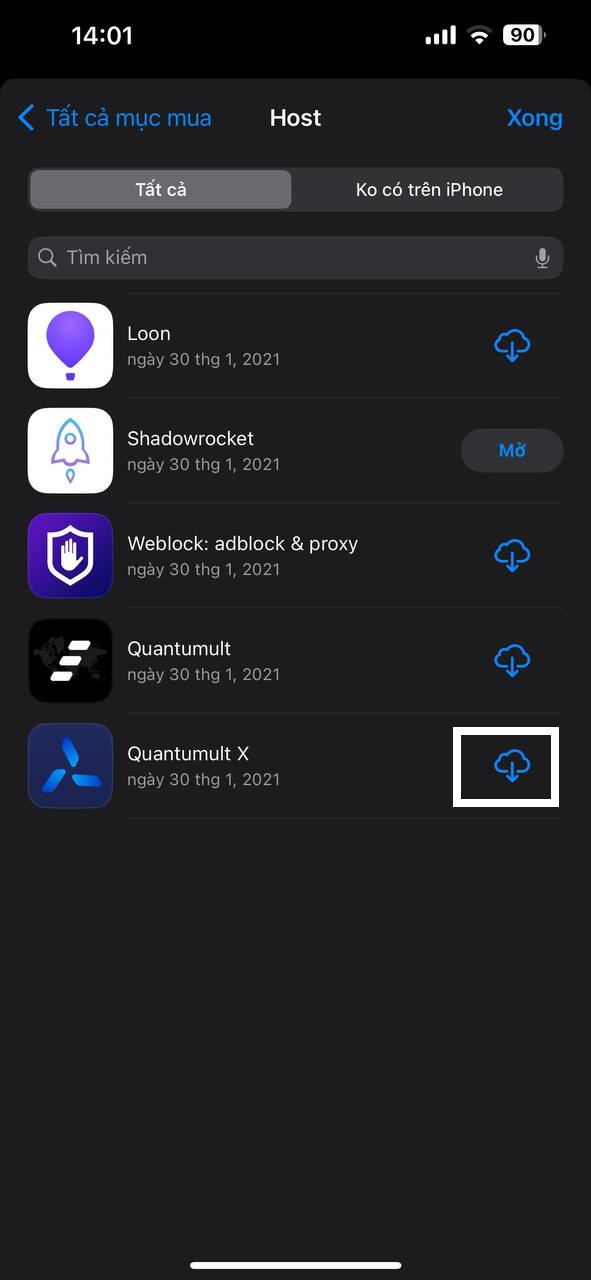 14:01
90
Tất cả mục mua
Host
Xong
Tất cả
Ko có trên iPhone
Tìm kiếm
Loon
ngày 30 thg 1, 2021
Shadowrocket
ngày 30 thg 1, 2021
Mở
Weblock: adblock & proxy
ngày 30 thg 1, 2021
Quantumult
ngày 30 thg 1, 2021
Quantumult X
ngày 30 thg 1, 2021